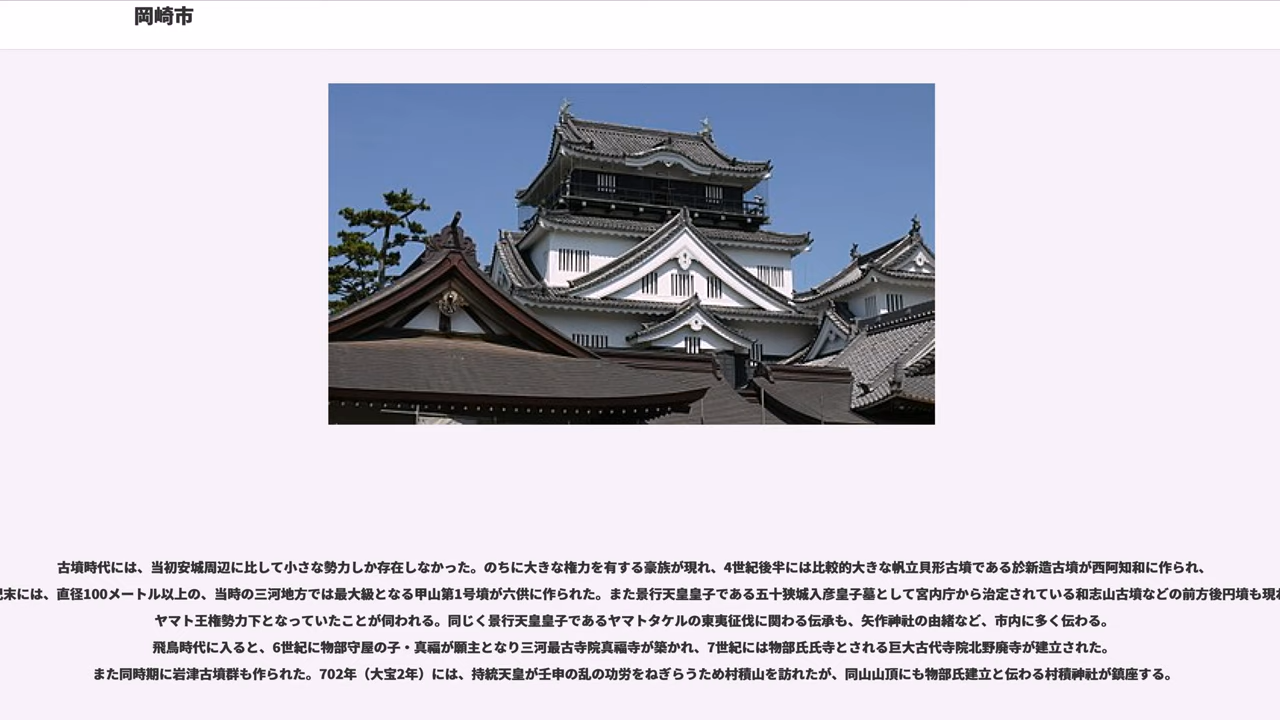 岡崎市
古墳時代には、当初安城周辺に比して小さな勢力しか存在しなかった。のちに大きな権力を有する豪族が現れ、4世紀後半には比較的大きな帆立貝形古墳である於新造古墳が西阿知和に作られ、
末には、直径100メートル以上の、当時の三河地方では最大級となる甲山第1号墳が六供に作られた。また景行天皇皇子である五十狭城入彦皇子墓として宮内庁から治定されている和志山古墳などの前方後円墳も現
ヤマト王権勢力下となっていたことが伺われる。同じく景行天皇皇子であるヤマトタケルの東夷征伐に関わる伝承も、矢作神社の由緒など、市内に多く伝わる。
飛鳥時代に入ると、6世紀に物部守屋の子・真福が願主となり三河最古寺院真福寺が築かれ、7世紀には物部氏氏寺とされる巨大古代寺院北野廃寺が建立された。
また同時期に岩津古墳群も作られた。702年（大宝2年）には、持統天皇が壬申の乱の功労をねぎらうため村積山を訪れたが、同山山頂にも物部氏建立と伝わる村積神社が鎮座する。